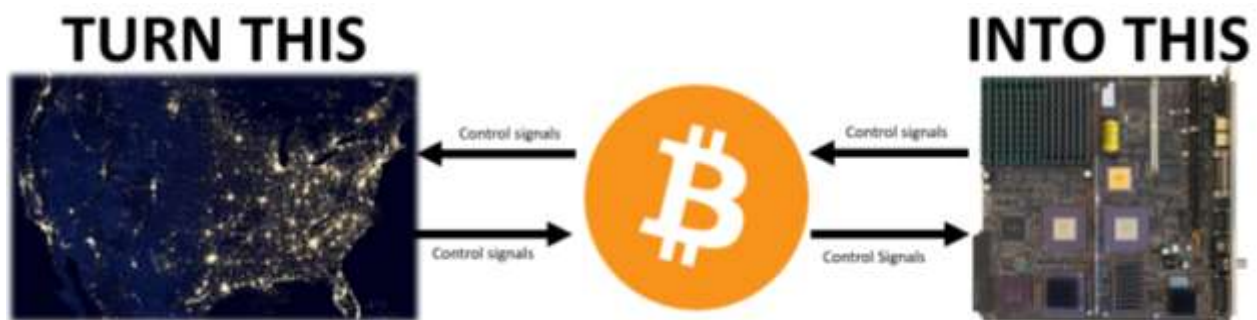 TURN THIS
INTO THIS
Control signals
Control signals
Control signals
Control Signals